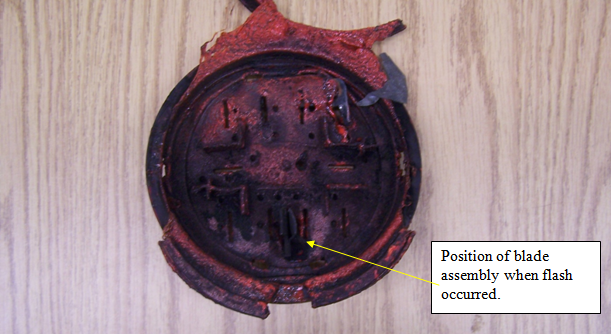 Position of blade
assembly when flash
occurred.